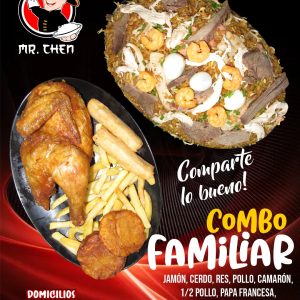 MR. CHEN
Comparte
lo bueno!
COMBO
FAMILIAR
JAMÓN, CERDO, RES, POLLO, CAMARÓN,
1/2 POLLO, PAPA FRANCESA,
DOMICILIOS